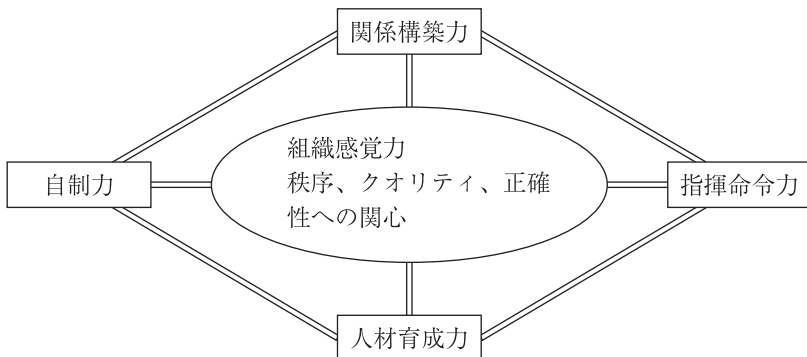 関係構築力
組織感覚力
秩序、クオリティ、正確
性への関心
自制力
指揮命令力
人材育成力